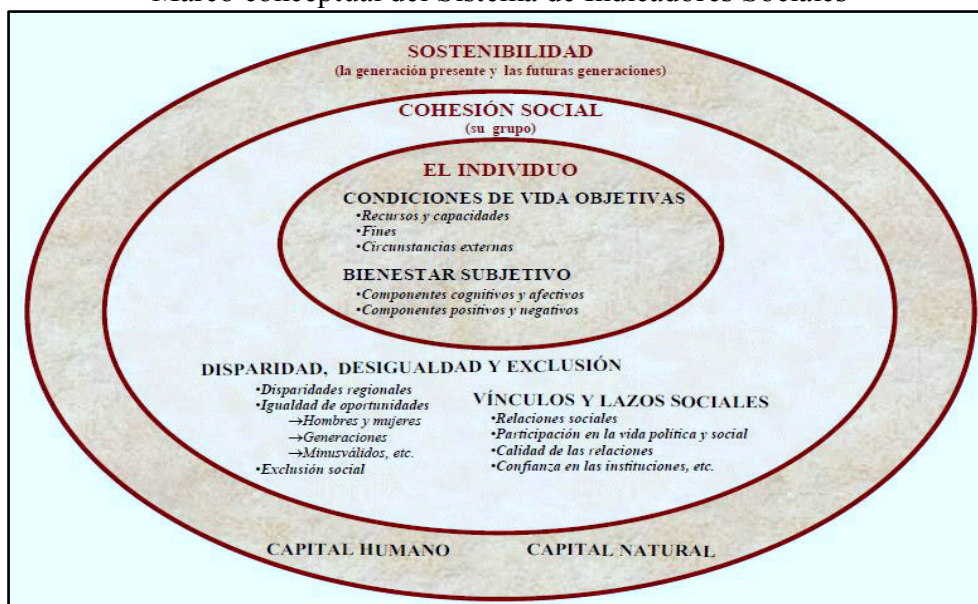 Marco conceptual del Sistema de Indicadores Sociales
SOSTENIBILIDAD
(la generación presente y las futuras generaciones)
COHESIÓN SOCIAL
(su grupo)
EL INDIVIDUO
CONDICIONES DE VIDA OBJETIVAS
•Recursos y capacidades
•Fines
•Circunstancias externas
BIENESTAR SUBJETIVO
•Componentes cognitivos y afectivos
•Componentes positivos y negativos
DISPARIDAD, DESIGUALDAD Y EXCLUSIÓN
•Disparidades regionales
•Igualdad de oportunidades
→Hombres y mujeres
→Generaciones
→Minusválidos, etc.
•Exclusión social
VÍNCULOS Y LAZOS SOCIALES
•Relaciones sociales
•Participación en la vida política y social
•Calidad de las relaciones
•Confianza en las instituciones, etc.
CAPITAL HUMANO
CAPITAL NATURAL